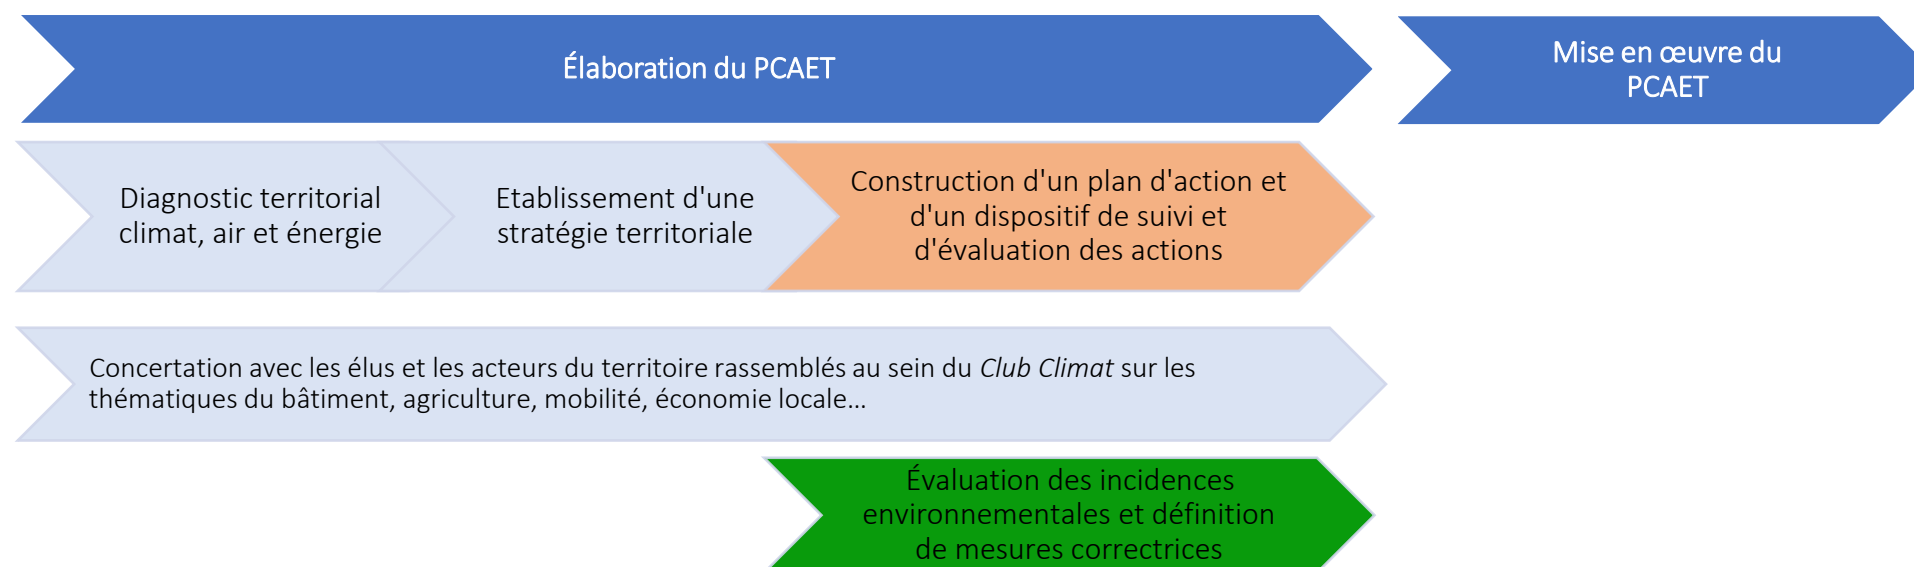 Élaboration du PCAET
Mise en œuvre du
PCAET
Diagnostic territorial
climat, air et énergie
Etablissement d'une
stratégie territoriale
Construction d'un plan d'action et
d'un dispositif de suivi et
d'évaluation des actions
Concertation avec les élus et les acteurs du territoire rassemblés au sein du Club Climat sur les
thématiques du bâtiment, agriculture, mobilité, économie locale…
Évaluation des incidences
environnementales et définition
de mesures correctrices